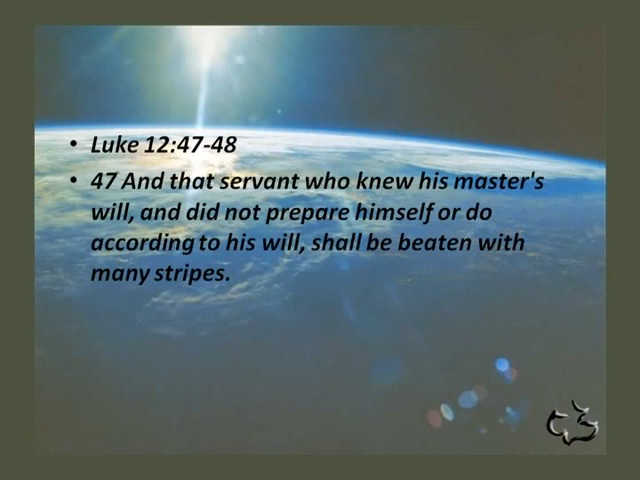 • Luke 12:47-48
• 47 And that servant who knew his master's
will, and did not prepare himself or do
according to his will, shall be beaten with
many stripes.